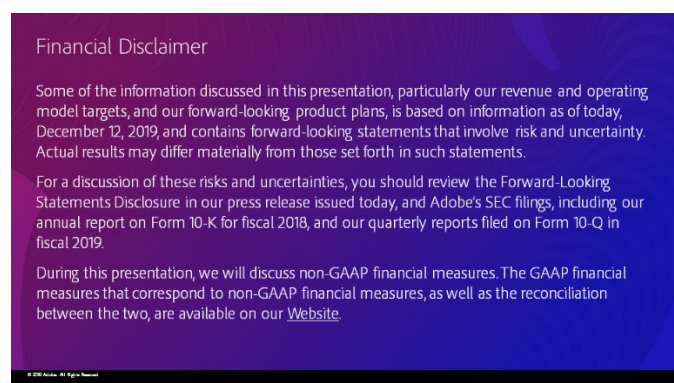 Financial Disclaimer
Some of the information discussed in this presentation, particularly our revenue and operating
model targets, and our forward-looking product plans, is based on information as of today,
December 12, 2019, and contains forward-looking statements that involve risk and uncertainty.
Actual results may differ materially from those set forth in such statements.
For a discussion of these risks and uncertainties, you should review the Forward-Looking
Statements Disclosure in our press release issued today, and Adobe's SEC filings, including our
annual report on Form 10-K for fiscal 2018, and our quarterly reports filed on Form 10-Q in
fiscal 2019.
During this presentation, we will discuss non-GAAP financial measures. The GAAP financial
measures that correspond to non-GAAP financial measures, as well as the reconciliation
between the two, are available on our Website.
© 2019 Adobe. All Rights Reserved.